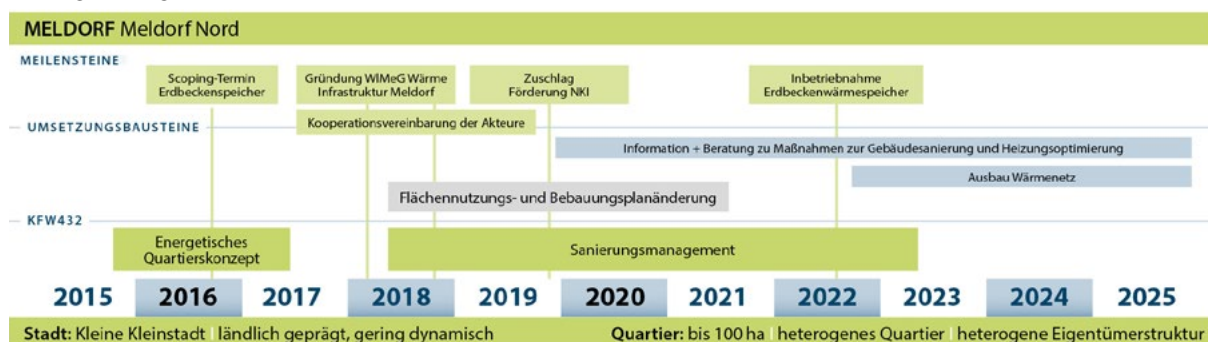 MELDORF Meldorf Nord
MEILENSTEINE
Scoping-Termin
Erdbeckenspeicher
Gründung WIMeG Wärme
Infrastruktur Meldorf
Zuschlag
Förderung NKI
Inbetriebnahme
Erdbeckenwärmespeicher
UMSETZUNGSBAUSTEINE
Kooperationsvereinbarung der Akteure
Information + Beratung zu Maßnahmen zur Gebäudesanierung und Heizungsoptimierung
Ausbau Wärmenetz
Flächennutzungs- und Bebauungsplanänderung
KFW432
Energetisches
Quartierskonzept
Sanierungsmanagement
2015 2016 2017 2018 2019 2020 2021 2022 2023 2024 2025
Stadt: Kleine Kleinstadt | ländlich geprägt, gering dynamisch
Quartier: bis 100 ha | heterogenes Quartier | heterogene Eigentümerstruktur